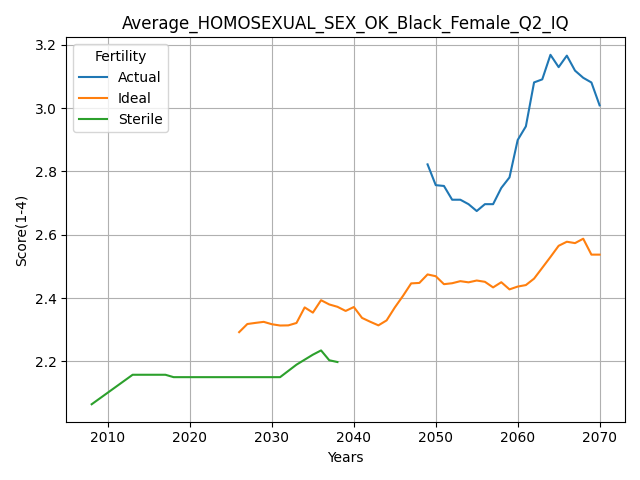 Average_HOMOSEXUAL_SEX_OK_Black_Female_Q2_IQ
Fertility
Actual
Ideal
Sterile
Score(1-4)
3.2
3.0
2.8
2.6
2.4
2.2
2010 2020 2030 2040 2050 2060 2070
Years